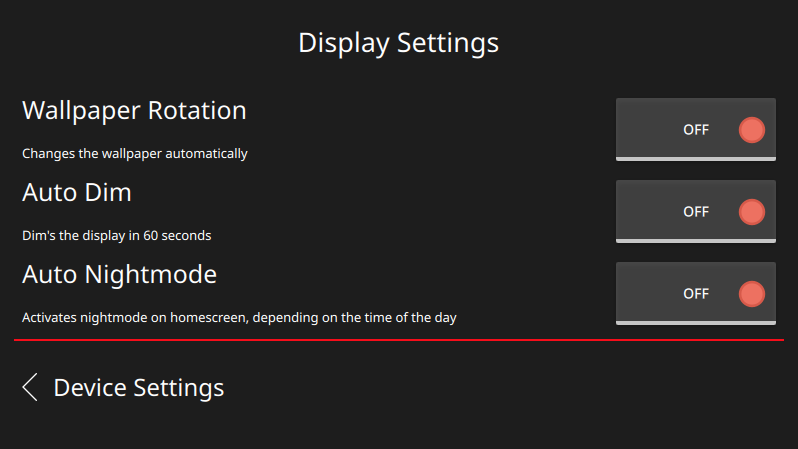 Display Settings
Wallpaper Rotation
OFF
Changes the wallpaper automatically
Auto Dim
OFF
Dim's the display in 60 seconds
Auto Nightmode
OFF
Activates nightmode on homescreen, depending on the time of the day
Device Settings